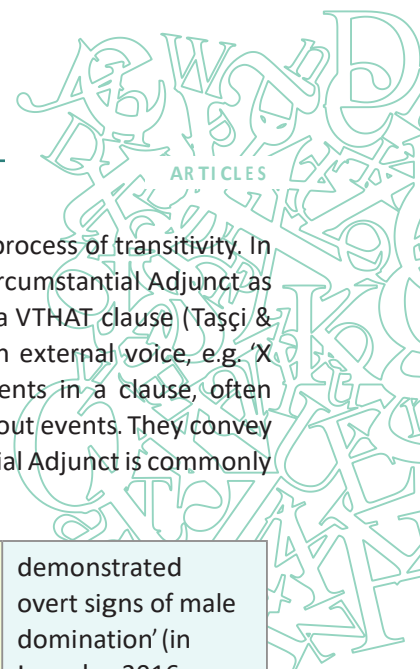 ARTICLES
process of transitivity. In
rcumstantial Adjunct as
a VTHAT clause (Taşçi &
n external voice, e.g. ‘X
ents in a clause, often
out events. They convey
ial Adjunct is commonly
demonstrated
overt signs of male
domination’ (in